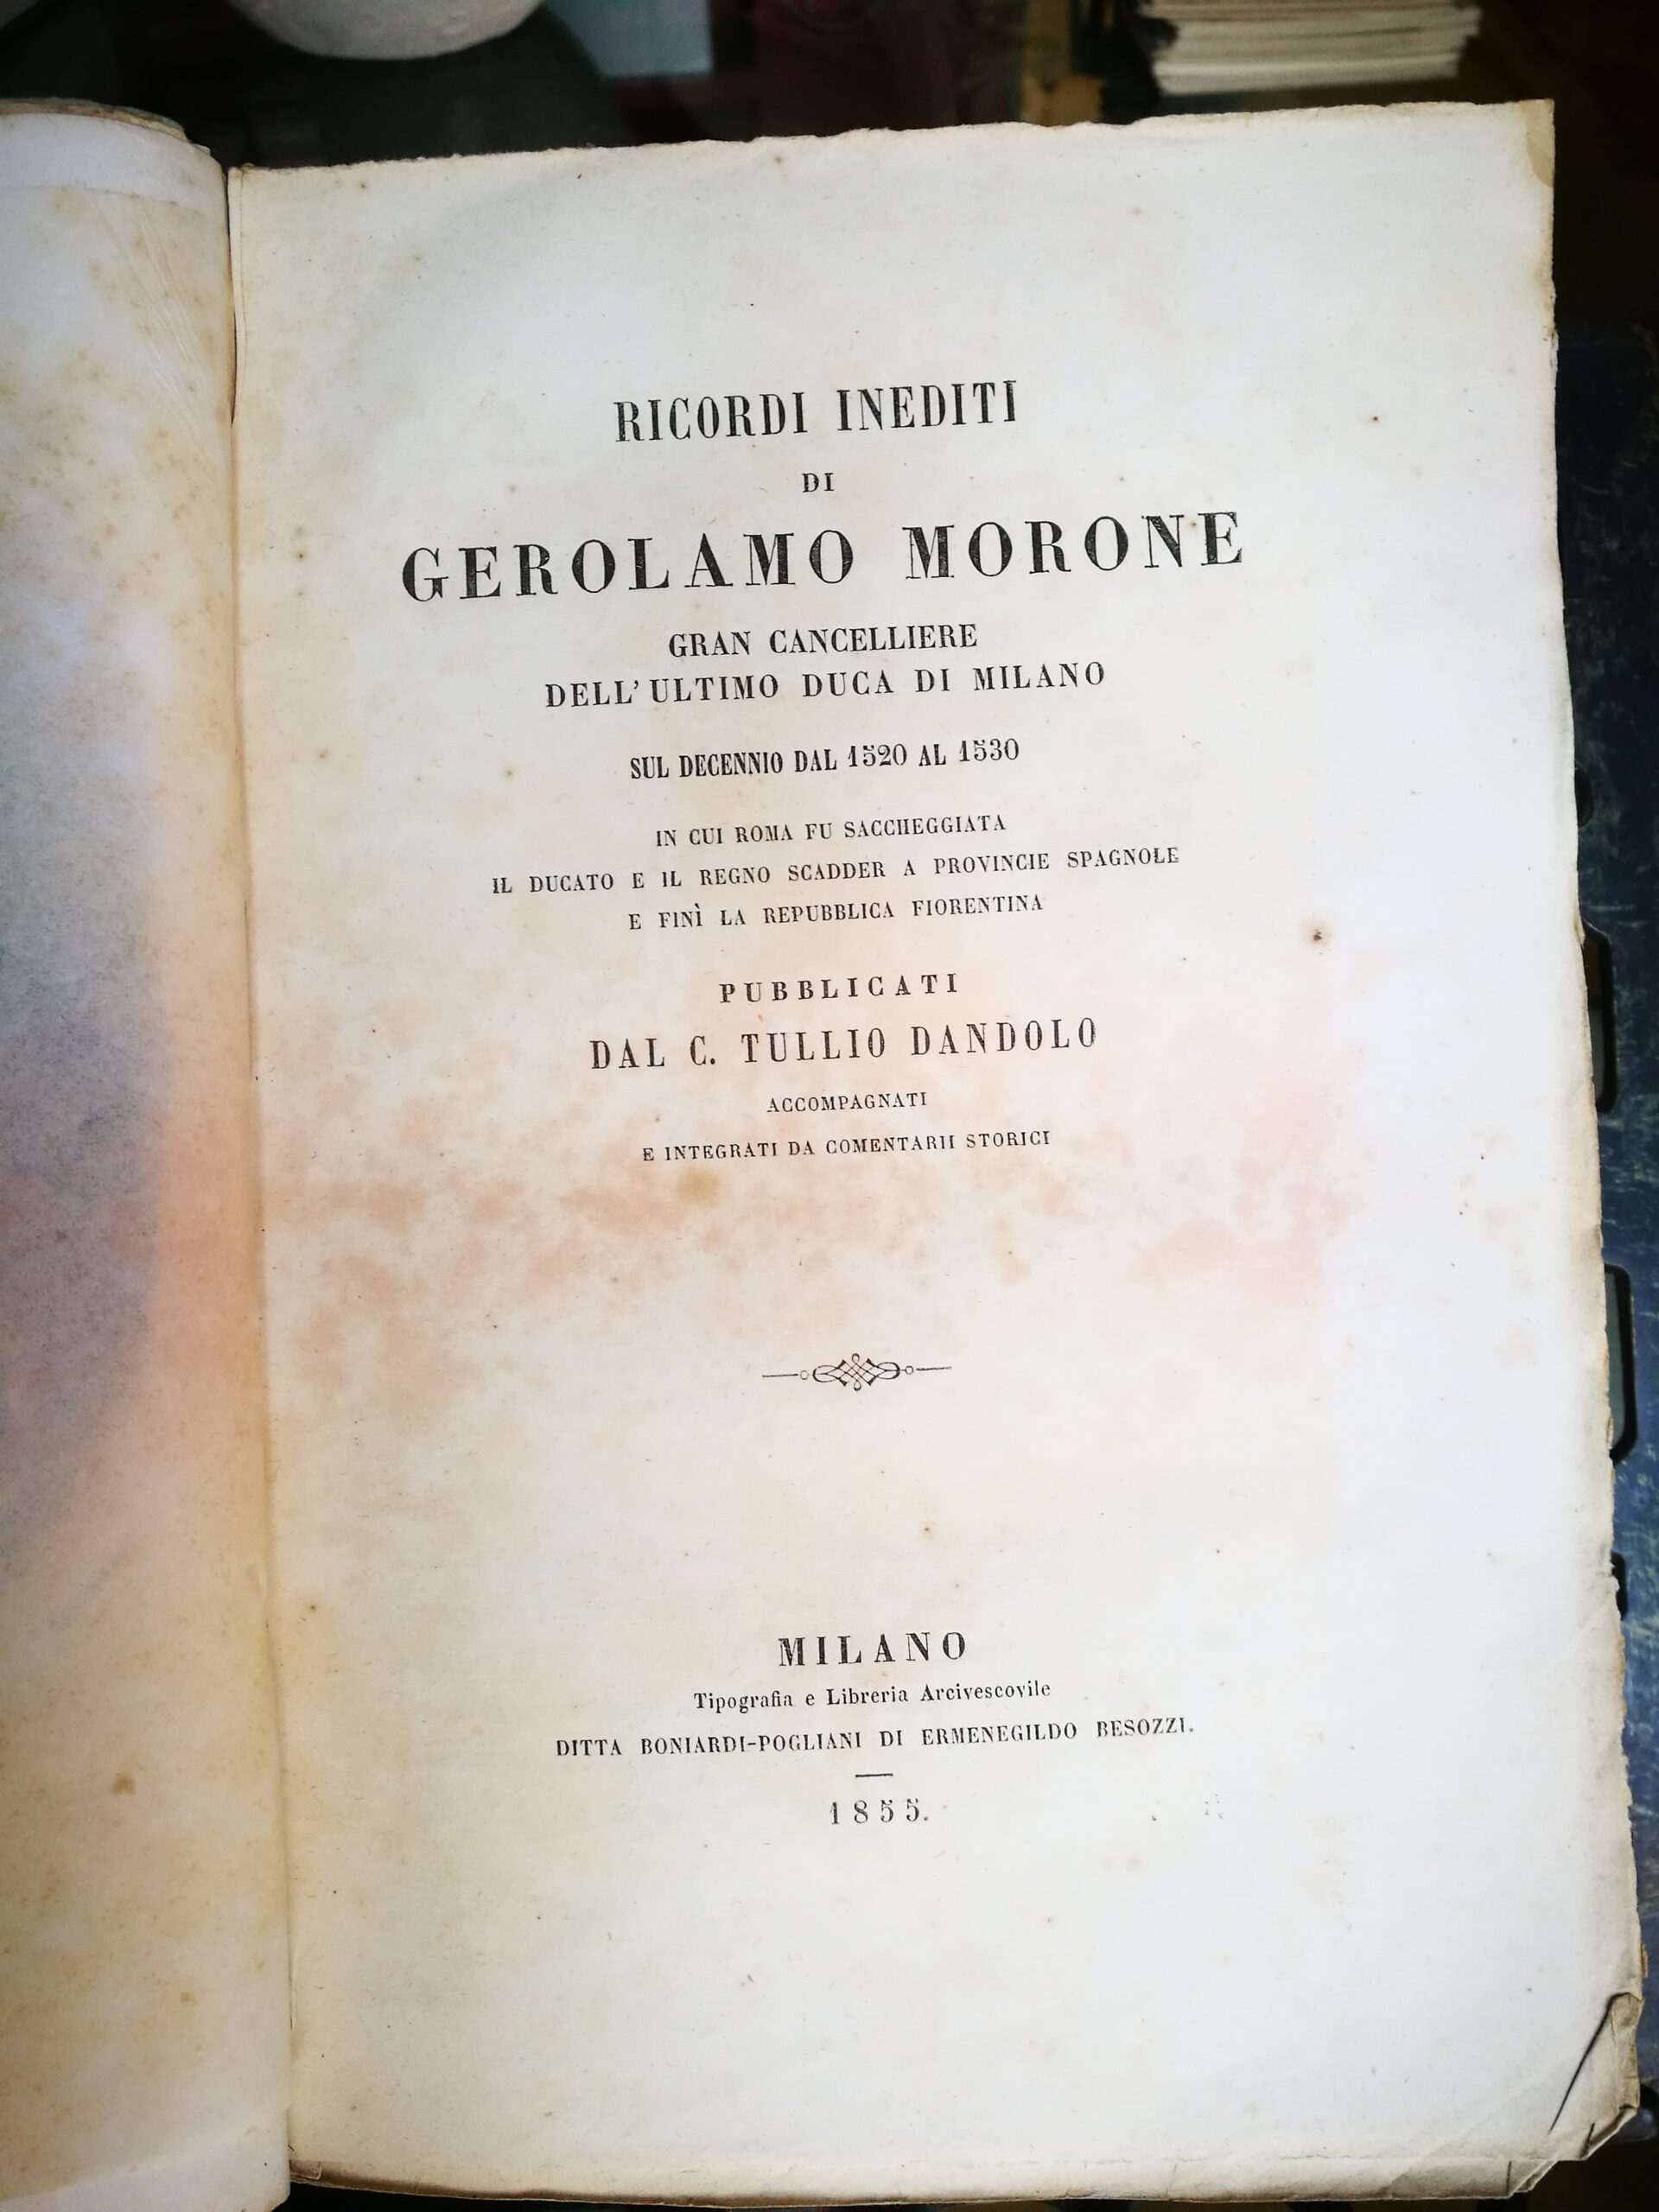 RICORDI INEDITI
DI
GEROLAMO MORONE
GRAN CANCELLIERE
DELL' ULTIMO DUCA DI MILANO
SUL DECENNIO DAL 1520 AL 1530
IN CUI ROMA FU SACCHEGGIATA
IL DUCATO E IL REGNO SCADDER A PROVINCIE SPAGNOLE
E FINÌ LA REPUBBLICA FIORENTINA
PUBBLICATI
DAL C. TULLIO DANDOLO
ACCOMPAGNATI
E INTEGRATI DA COMENTARII STORICI
MILANO
Tipografia e Libreria Arcivescovile
DITTA BONIARDI-POGLIANI DI ERMENEGILDO BESOZZI.
1855.